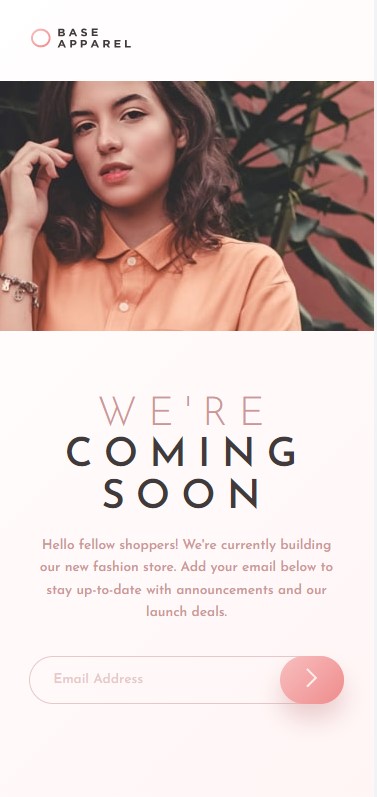 BASE
APPAREL
WE'RE
COMING
SOON
Hello fellow shoppers! We're currently building
our new fashion store. Add your email below to
stay up-to-date with announcements and our
launch deals.
Email Address